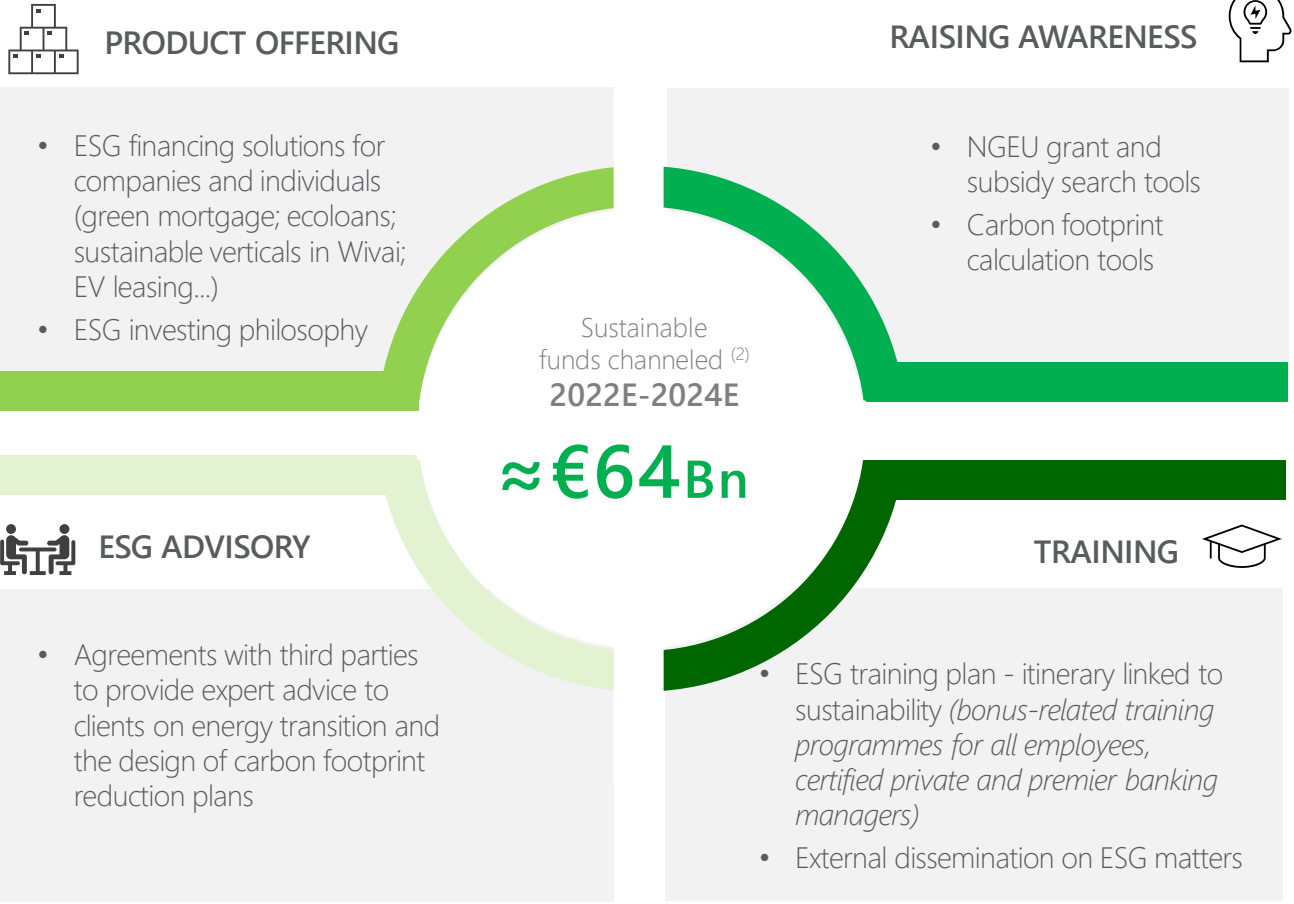 PRODUCT OFFERING
• ESG financing solutions for
companies and individuals
(green mortgage; ecoloans;
sustainable verticals in Wivai;
EV leasing...)
• ESG investing philosophy
RAISING AWARENESS
• NGEU grant and
subsidy search tools
• Carbon footprint
calculation tools
Sustainable
funds channeled (2)
2022E-2024E
≈€64Bn
ESG ADVISORY
• Agreements with third parties
to provide expert advice to
clients on energy transition and
the design of carbon footprint
reduction plans
TRAINING
• ESG training plan - itinerary linked to
sustainability (bonus-related training
programmes for all employees,
certified private and premier banking
managers)
• External dissemination on ESG matters